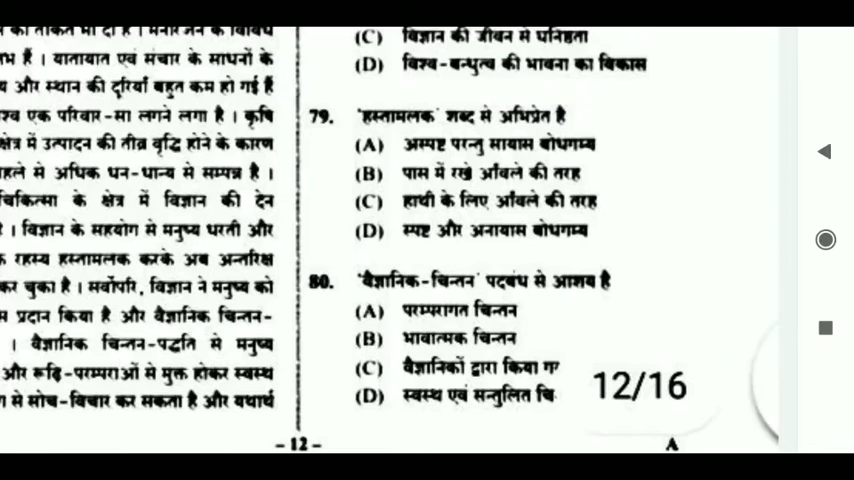 की ताकत भी दी है। मनोरंजन के विविध
भ हैं। यातायात एवं संचार के साधनों के
और स्थान की दूरियाँ बहुत कम हो गई हैं
श्व एक परिवार-सा लगने लगा है। कृषि
क्षेत्र में उत्पादन की तीव्र वृद्धि होने के कारण
हले से अधिक धन-धान्य से सम्पन्न है।
चिकित्सा के क्षेत्र में विज्ञान की देन
। विज्ञान के सहयोग से मनुष्य धरती और
रहस्य हस्तामलक करके अब अन्तरिक्ष
कर चुका है। सर्वोपरि, विज्ञान ने मनुष्य को
प्रदान किया है और वैज्ञानिक चिन्तन-
। वैज्ञानिक चिन्तन-पद्धति से मनुष्य
और रूढ़ि-परम्पराओं से मुक्त होकर स्वस्थ
से सोच-विचार कर सकता है और यथार्थ
(C) विज्ञान की जीवन से घनिष्ठता
(D) विश्व-बन्धुत्व की भावना का विकास
79. 'हस्तामलक' शब्द से अभिप्रेत है
(A) अस्पष्ट परन्तु सायास बोधगम्य
(B) पास में रखे आँवले की तरह
(C) हाथी के लिए आँवले की तरह
(D) स्पष्ट और अनायास बोधगम्य
80. 'वैज्ञानिक-चिन्तन' पदबंध से आशय है
(A) परम्परागत चिन्तन
(B) भावात्मक चिन्तन
(C) वैज्ञानिकों द्वारा किया
(D) स्वस्थ एवं सन्तुलित चि
12/16
- 12 -
A